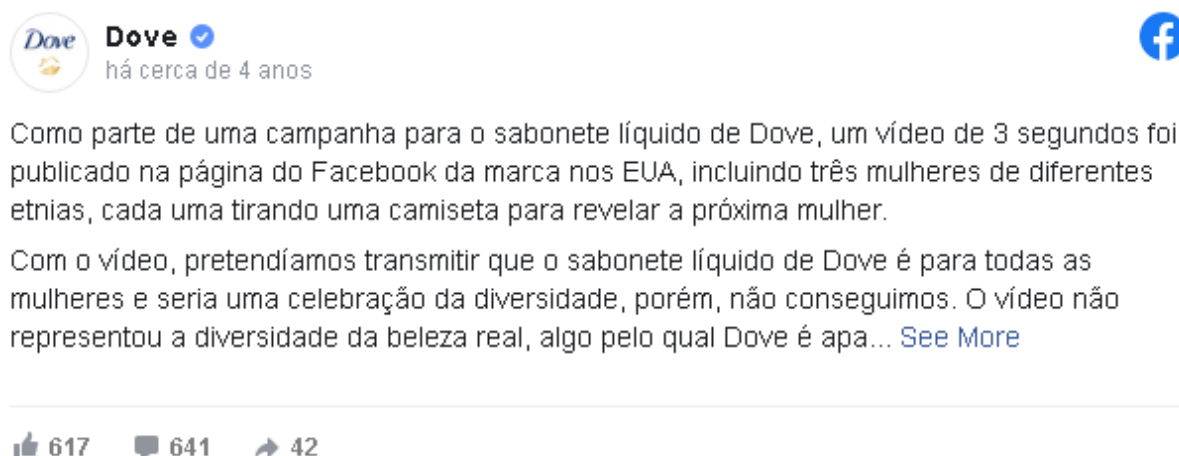 Dove
Dove
há cerca de 4 anos
Como parte de uma campanha para o sabonete líquido de Dove, um vídeo de 3 segundos foi
publicado na página do Facebook da marca nos EUA, incluindo três mulheres de diferentes
etnias, cada uma tirando uma camiseta para revelar a próxima mulher.
Com o vídeo, pretendíamos transmitir que o sabonete líquido de Dove é para todas as
mulheres e seria uma celebração da diversidade, porém, não conseguimos. O vídeo não
representou a diversidade da beleza real, algo pelo qual Dove é apa... See More
617 641 42